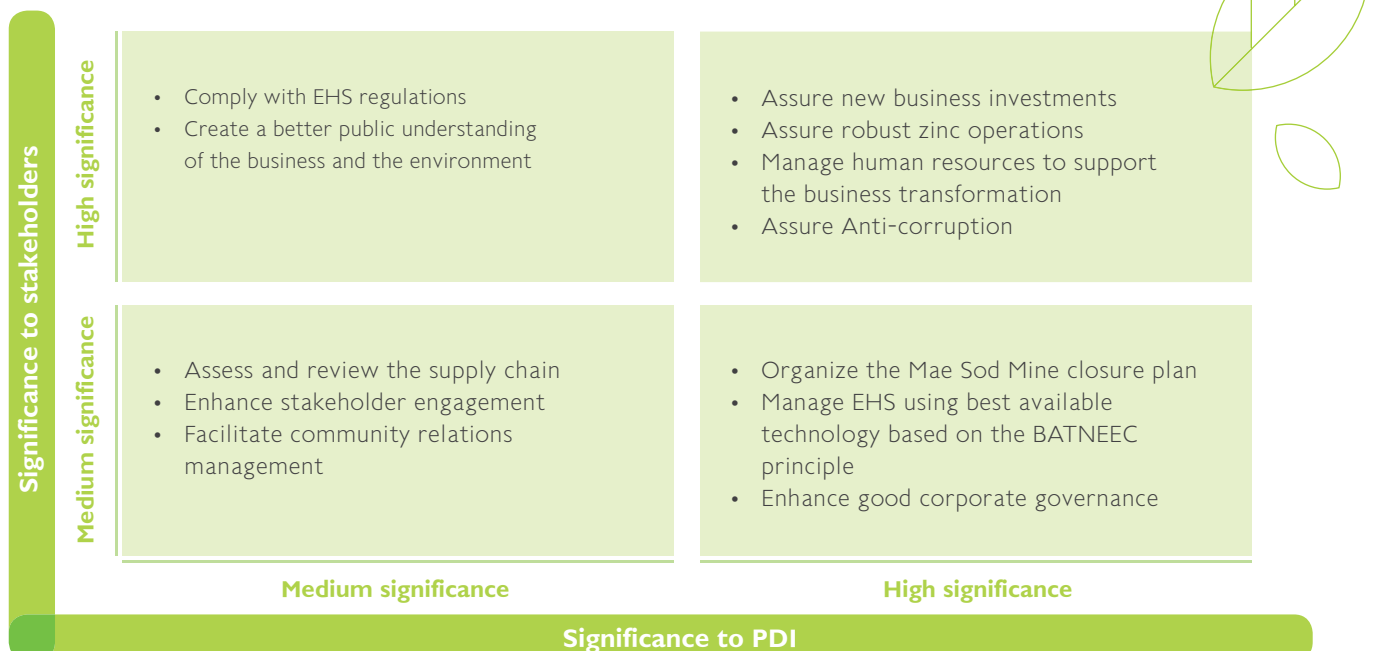 Significance to stakeholders
High significance
• Comply with EHS regulations
• Create a better public understanding
of the business and the environment
• Assure new business investments
• Assure robust zinc operations
• Manage human resources to support
the business transformation
• Assure Anti-corruption
Medium significance
• Assess and review the supply chain
• Enhance stakeholder engagement
• Facilitate community relations
management
• Organize the Mae Sod Mine closure plan
• Manage EHS using best available
technology based on the BATNEEC
principle
• Enhance good corporate governance
Medium significance
High significance
Significance to PDI